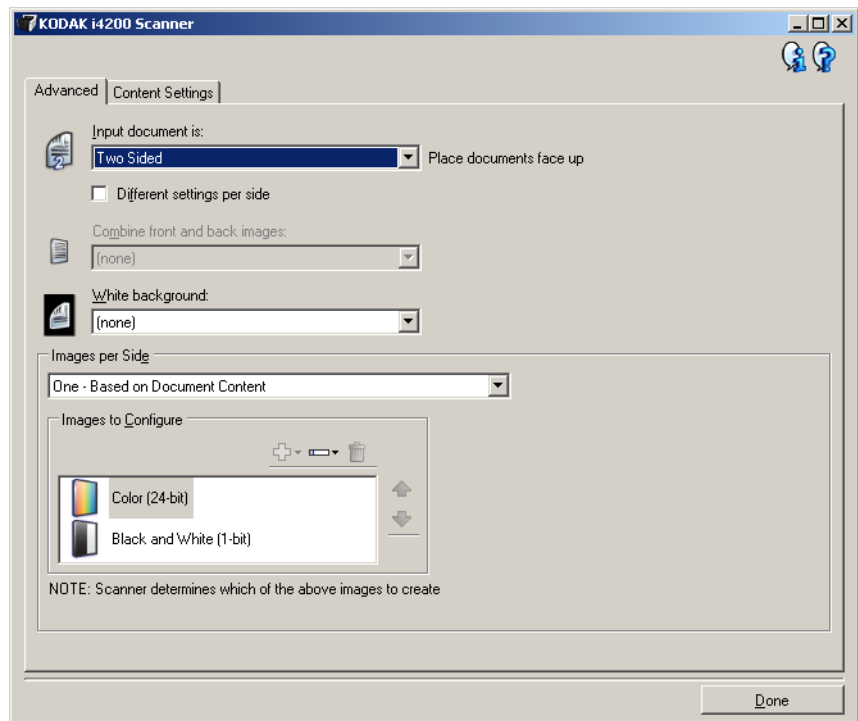 KODAK i4200 Scanner
Advanced
Content Settings
Input document is:
2
Two Sided
Place documents face up
Different settings per side
Combine front and back images:
(none)
White background:
(none)
Images per Side
One - Based on Document Content
Images to Configure
Color (24-bit)
Black and White (1-bit)
NOTE: Scanner determines which of the above images to create
Done